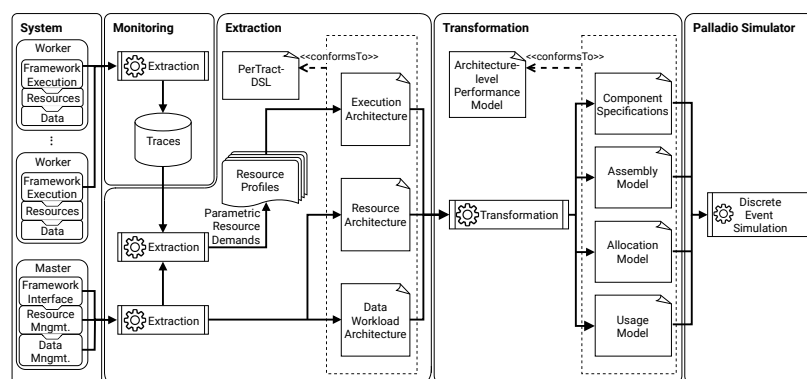 System
Worker
Framework
Execution
Resources
Data
...
Worker
Framework
Execution
Resources
Data
Master
Framework
Interface
Resource
Mngmt.
Data
Mngmt.
Monitoring
Extraction
Traces
Extraction
Extraction
Extraction
PerTract-
DSL
<<conformsTo>>
Resource
Profiles
Parametric
Resource
Demands
Execution
Architecture
Resource
Architecture
Data
Workload
Architecture
Transformation
Architecture-
level
Performance
Model
<<conformsTo>>
Transformation
Component
Specifications
Assembly
Model
Allocation
Model
Usage
Model
Palladio Simulator
Discrete
Event
Simulation